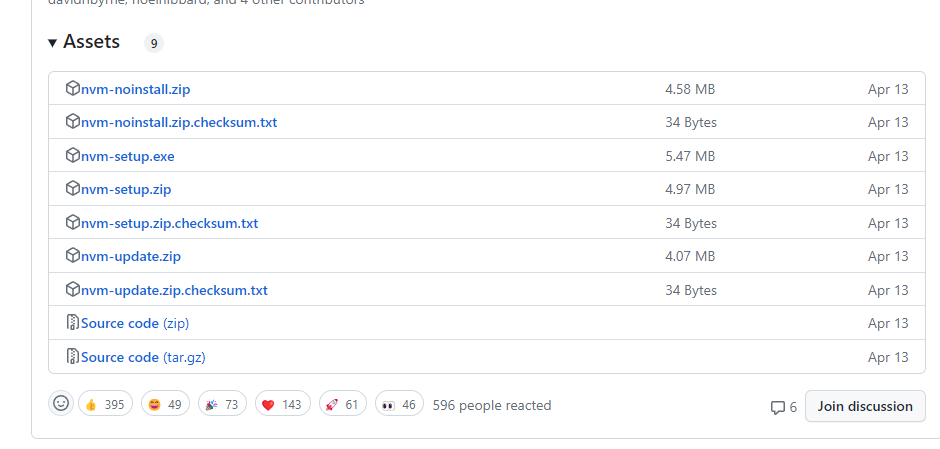 davidnbyrne, noelhibbard, and 4 other contributors
Assets 9
nvm-noinstall.zip 4.58 MB Apr 13
nvm-noinstall.zip.checksum.txt 34 Bytes Apr 13
nvm-setup.exe 5.47 MB Apr 13
nvm-setup.zip 4.97 MB Apr 13
nvm-setup.zip.checksum.txt 34 Bytes Apr 13
nvm-update.zip 4.07 MB Apr 13
nvm-update.zip.checksum.txt 34 Bytes Apr 13
Source code (zip) Apr 13
Source code (tar.gz) Apr 13
395 49 73 143 61 46 596 people reacted 6 Join discussion